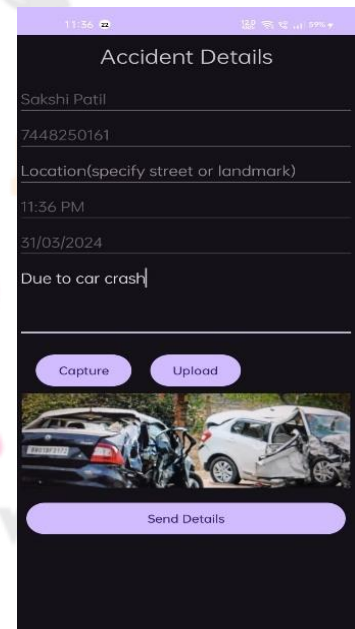 11:36
59%
Accident Details
Sakshi Patil
7448250161
Location(specify street or landmark)
11:36 PM
31/03/2024
Due to car crash
Capture
Upload
Send Details